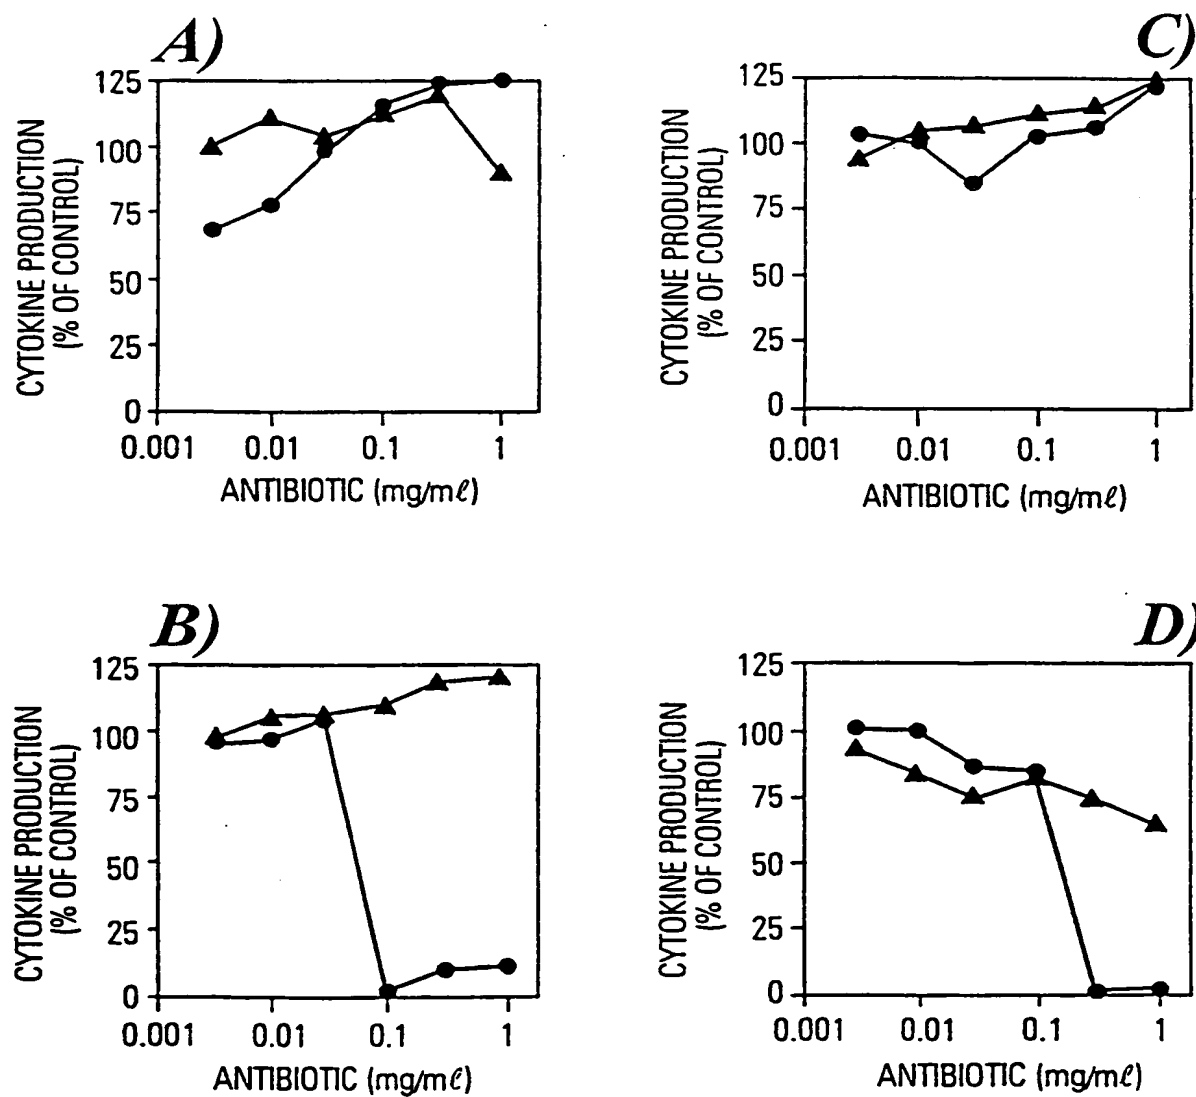 A)
CYTOKINE PRODUCTION
(% OF CONTROL)
125
100
75
50
25
0
0.001 0.01 0.1 1
ANTIBIOTIC (mg/mℓ)
C)
CYTOKINE PRODUCTION
(% OF CONTROL)
125
100
75
50
25
0
0.001 0.01 0.1 1
ANTIBIOTIC (mg/mℓ)
B)
CYTOKINE PRODUCTION
(% OF CONTROL)
125
100
75
50
25
0
0.001 0.01 0.1 1
ANTIBIOTIC (mg/mℓ)
D)
CYTOKINE PRODUCTION
(% OF CONTROL)
125
100
75
50
25
0
0.001 0.01 0.1 1
ANTIBIOTIC (mg/mℓ)